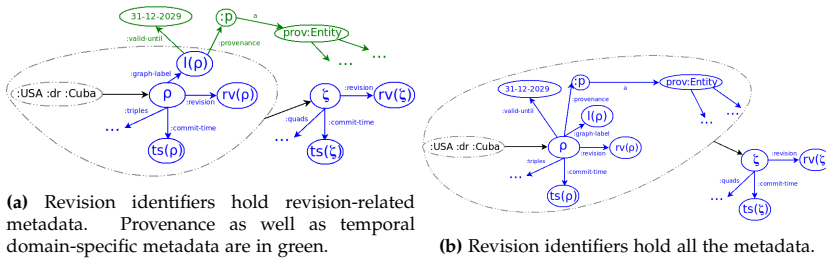 31-12-2029
:p
a
prov:Entity
:valid-until
:provenance
...
...
l(ρ)
:graph-label
:USA :dr :Cuba
ρ
:revision
rv(ρ)
:triples
...
:commit-time
ts(ρ)
ζ
:revision
rv(ζ)
:quads
...
:commit-time
ts(ζ)
(a) Revision identifiers hold revision-related
metadata. Provenance as well as temporal
domain-specific metadata are in green.
:p
a
prov:Entity
31-12-2029
:valid-until
:provenance
...
...
l(ρ)
:graph-label
:USA :dr :Cuba
ρ
:revision
rv(ρ)
:triples
...
:commit-time
ts(ρ)
ζ
:revision
rv(ζ)
:quads
...
:commit-time
ts(ζ)
(b) Revision identifiers hold all the metadata.